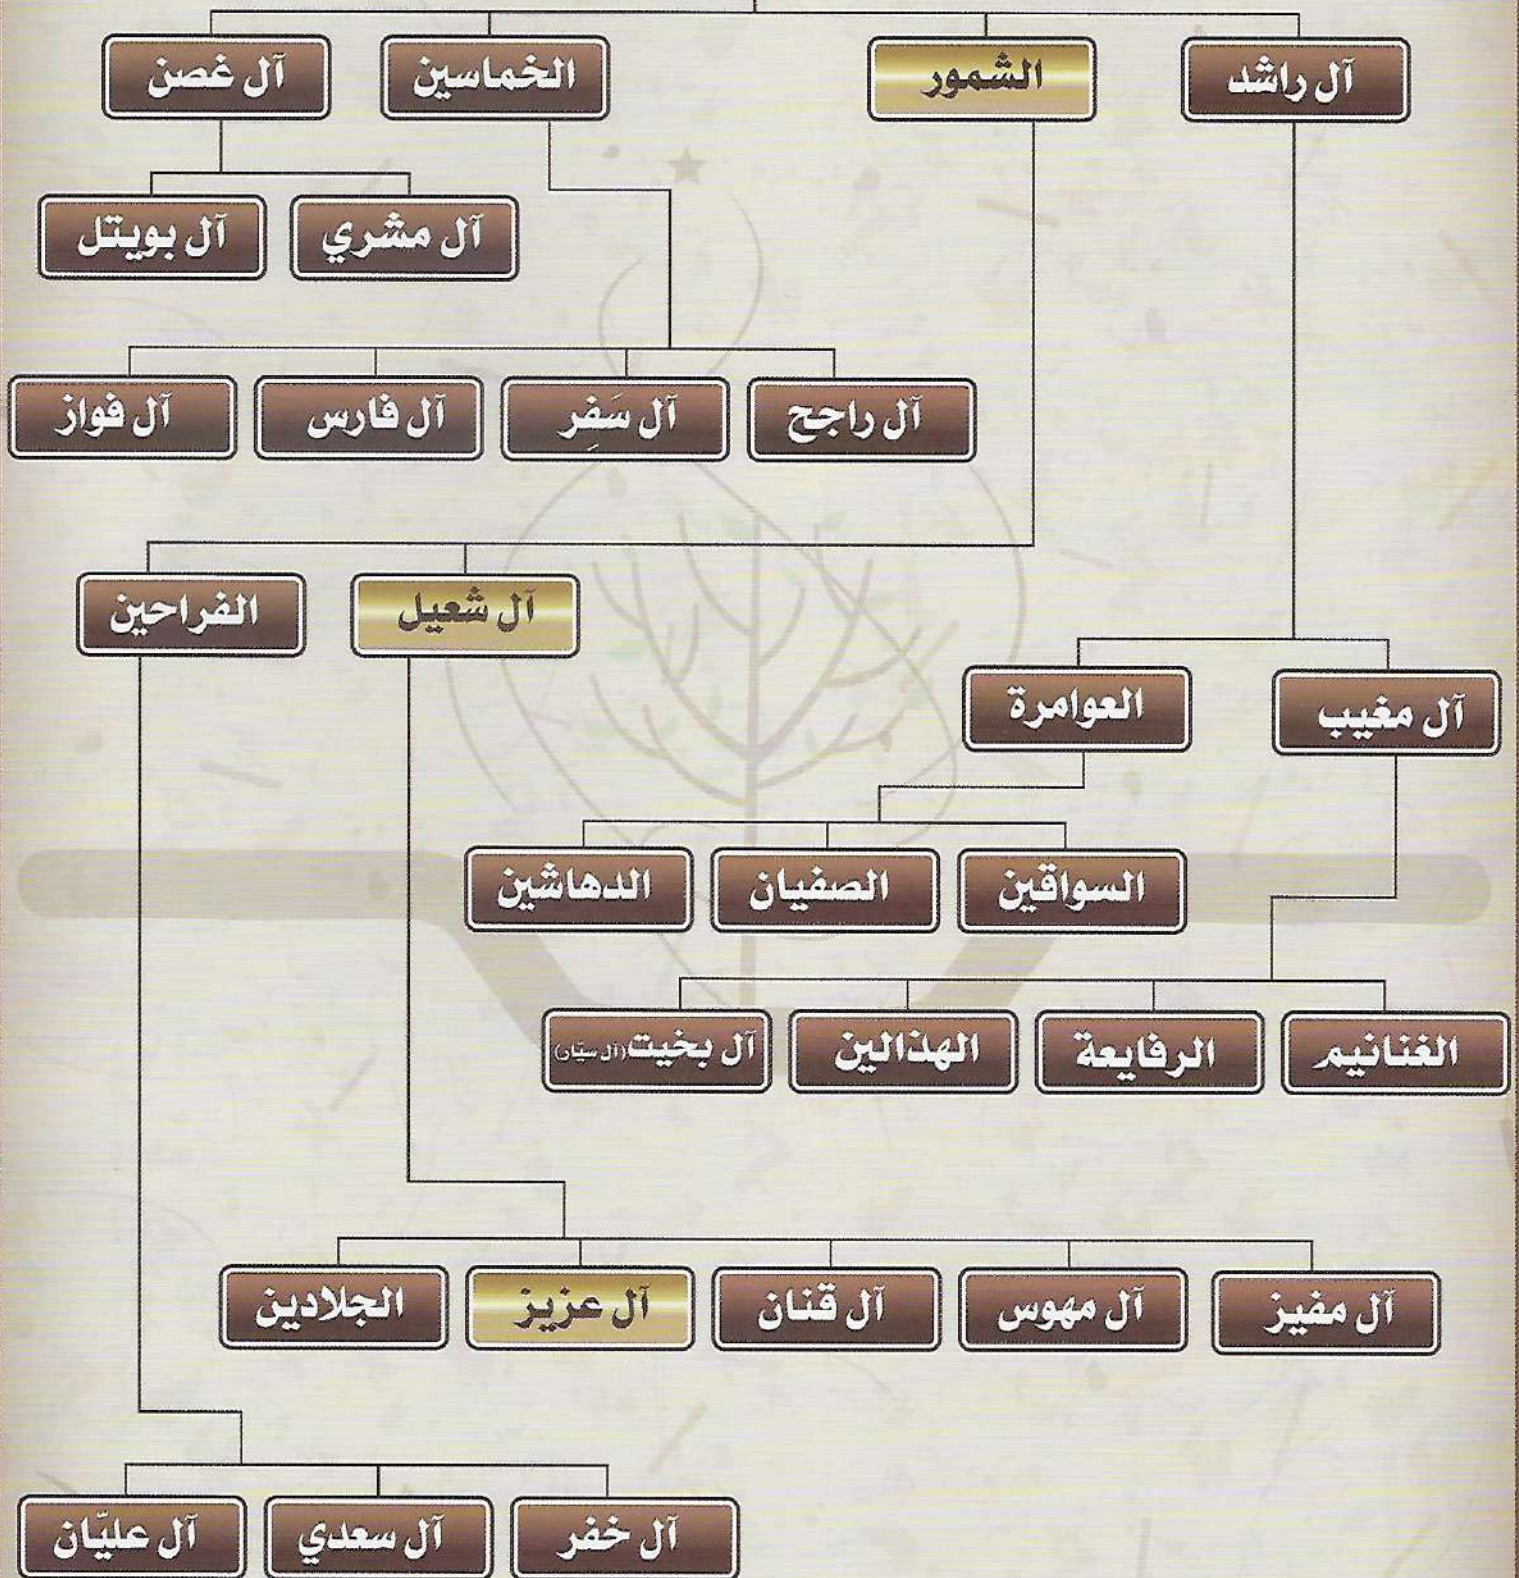 آل راشد
الشمور
الخماسين
آل غصن
آل مشري
آل بويتل
آل راجح
آل سَفِر
آل فارس
آل فواز
آل شعيل
الفراحين
آل مغيب
العوامرة
السواقين
الصفيان
الدهاشين
الغنانيم
الرفايعة
الهذالين
آل بخيت (آل سيّار)
آل مفيز
آل مهوس
آل قنان
آل عزيز
الجلادين
آل خفر
آل سعدي
آل عليّان